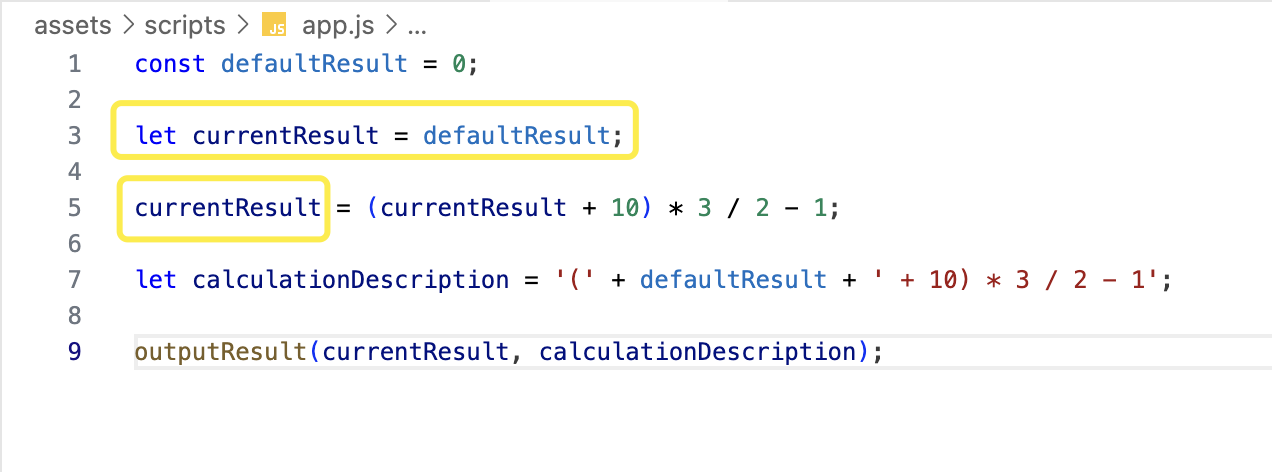 assets > scripts > JS app.js > ...
1 const defaultResult = 0;
2
3 let currentResult = defaultResult;
4
5 currentResult = (currentResult + 10) * 3 / 2 - 1;
6
7 let calculationDescription = '(' + defaultResult + ' + 10) * 3 / 2 - 1';
8
9 outputResult(currentResult, calculationDescription);